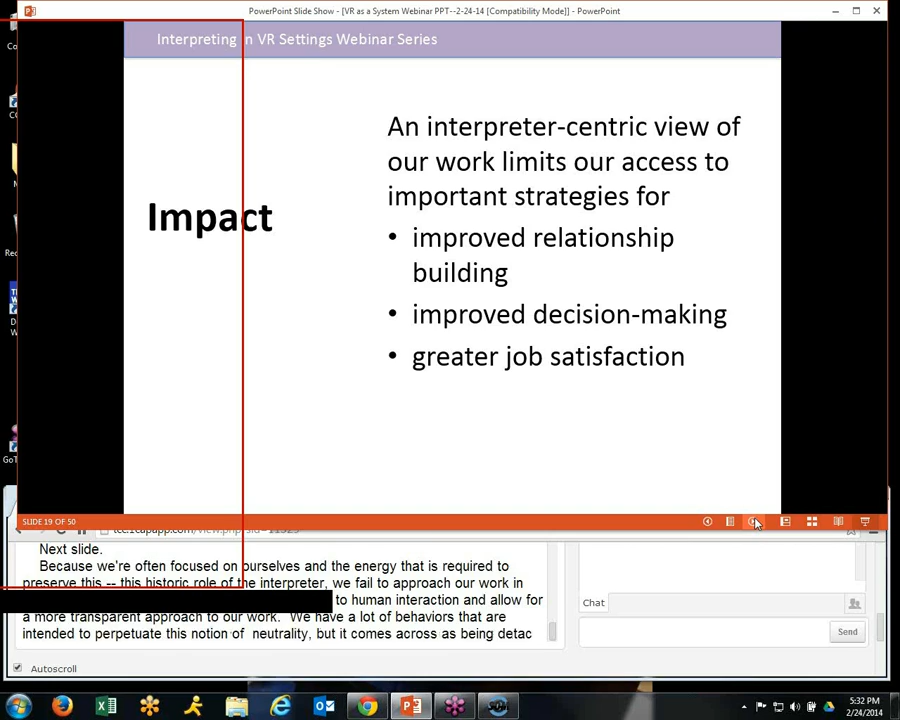 PowerPoint Slide Show - [VR as a System Webinar PPT--2-24-14 [Compatibility Mode]] - PowerPoint
Interpreting in VR Settings Webinar Series
Impact
An interpreter-centric view of
our work limits our access to
important strategies for
• improved relationship
building
• improved decision-making
• greater job satisfaction
SLIDE 19 OF 50
Next slide.
Because we're often focused on ourselves and the energy that is required to
preserve this -- this historic role of the interpreter, we fail to approach our work in
to human interaction and allow for
a more transparent approach to our work. We have a lot of behaviors that are
intended to perpetuate this notion of neutrality, but it comes across as being detac
Chat
Send
Autoscroll
5:32 PM
2/24/2014